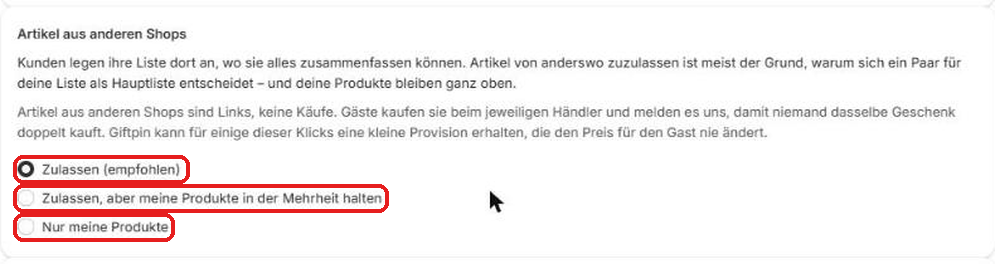 Artikel aus anderen Shops
Kunden legen ihre Liste dort an, wo sie alles zusammenfassen können. Artikel von anderswo zuzulassen ist meist der Grund, warum sich ein Paar für
deine Liste als Hauptliste entscheidet – und deine Produkte bleiben ganz oben.
Artikel aus anderen Shops sind Links, keine Käufe. Gäste kaufen sie beim jeweiligen Händler und melden es uns, damit niemand dasselbe Geschenk
doppelt kauft. Giftpin kann für einige dieser Klicks eine kleine Provision erhalten, die den Preis für den Gast nie ändert.
Zulassen (empfohlen)
Zulassen, aber meine Produkte in der Mehrheit halten
Nur meine Produkte